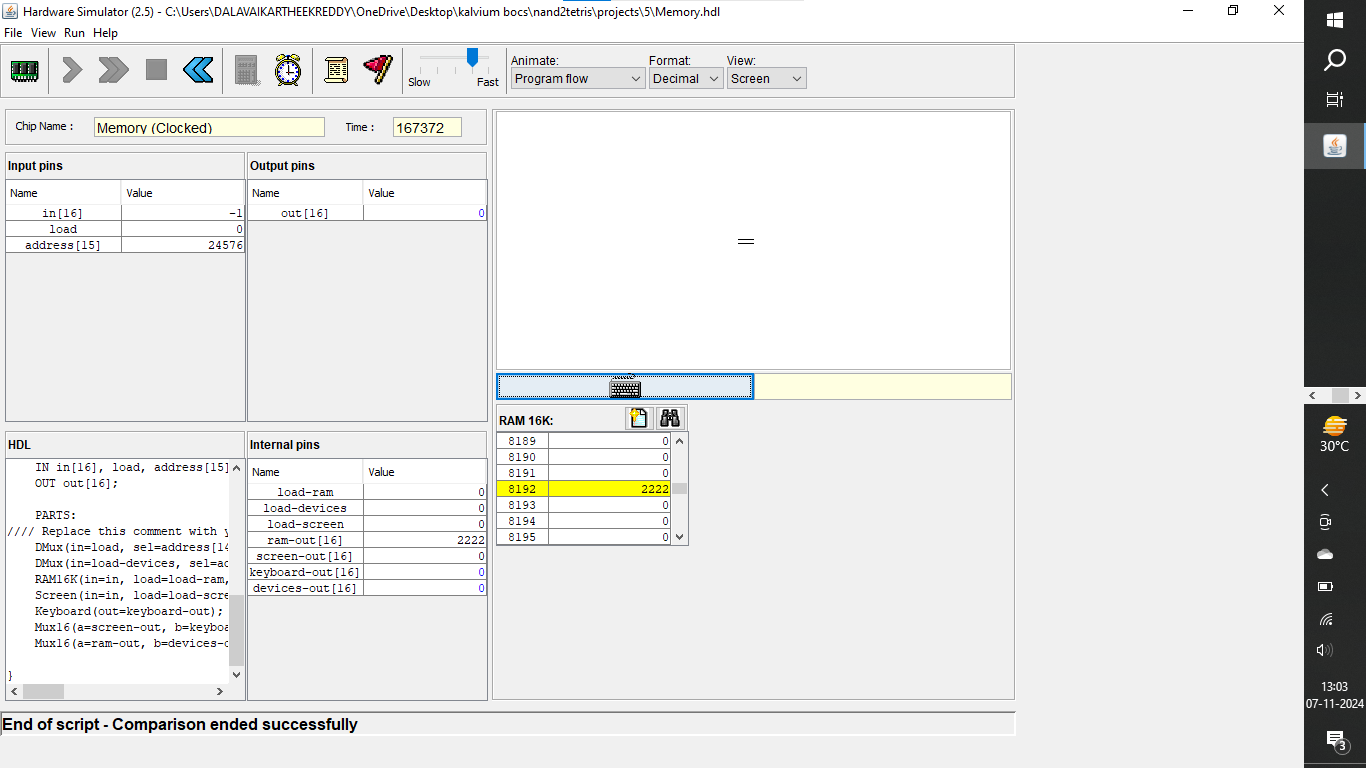 Hardware Simulator (2.5) - C:\Users\DALAVAIKARTHEEKREDDY\OneDrive\Desktop\kalvium bocs\nand2tetris\projects\5\Memory.hdl
File View Run Help
Slow Fast
Animate: Format: View:
Program flow Decimal Screen
Chip Name : Memory (Clocked) Time : 167372
Input pins
Name Value
in[16] -1
load 0
address[15] 24576
Output pins
Name Value
out[16] 0
HDL
IN in[16], load, address[15]
OUT out[16];
PARTS:
//// Replace this comment with y
DMux(in=load, sel=address[14
DMux(in=load-devices, sel=ad
RAM16K(in=in, load=load-ram,
Screen(in=in, load=load-scre
Keyboard(out=keyboard-out);
Mux16(a=screen-out, b=keyboa
Mux16(a=ram-out, b=devices-o
}
Internal pins
Name Value
load-ram 0
load-devices 0
load-screen 0
ram-out[16] 2222
screen-out[16] 0
keyboard-out[16] 0
devices-out[16] 0
RAM 16K:
8189 0
8190 0
8191 0
8192 2222
8193 0
8194 0
8195 0
End of script - Comparison ended successfully
30°C
13:03
07-11-2024
3